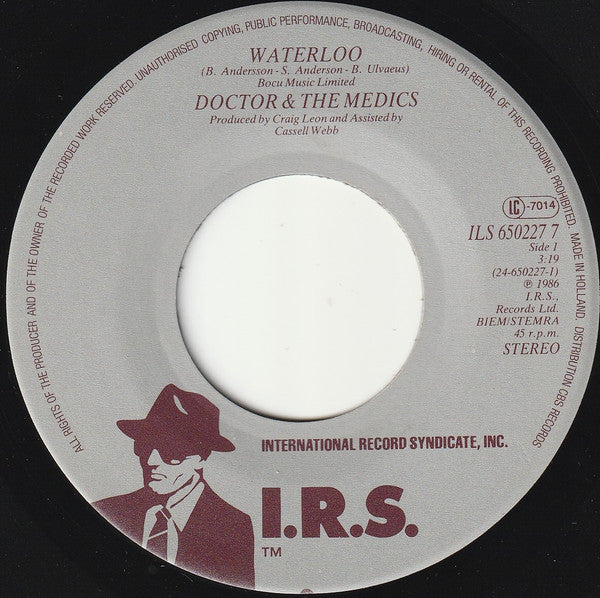 ALL RIGHTS OF THE PRODUCER AND OF THE OWNER OF THE RECORDED WORK RESERVED. UNAUTHORISED COPYING, PUBLIC PERFORMANCE, BROADCASTING, HIRING OR RENTAL OF THIS RECORDING PROHIBITED. MADE IN HOLLAND. DISTRIBUTION CBS RECORDS
WATERLOO
(B. Andersson - S. Anderson - B. Ulvaeus)
Bocu Music Limited
DOCTOR & THE MEDICS
Produced by Craig Leon and Assisted by
Cassell Webb
LC-7014
ILS 650227 7
Side 1
3:19
(24-650227-1)
℗ 1986
I.R.S.,
Records Ltd.
BIEM/STEMRA
45 r.p.m.
STEREO
INTERNATIONAL RECORD SYNDICATE, INC.
I.R.S.
TM